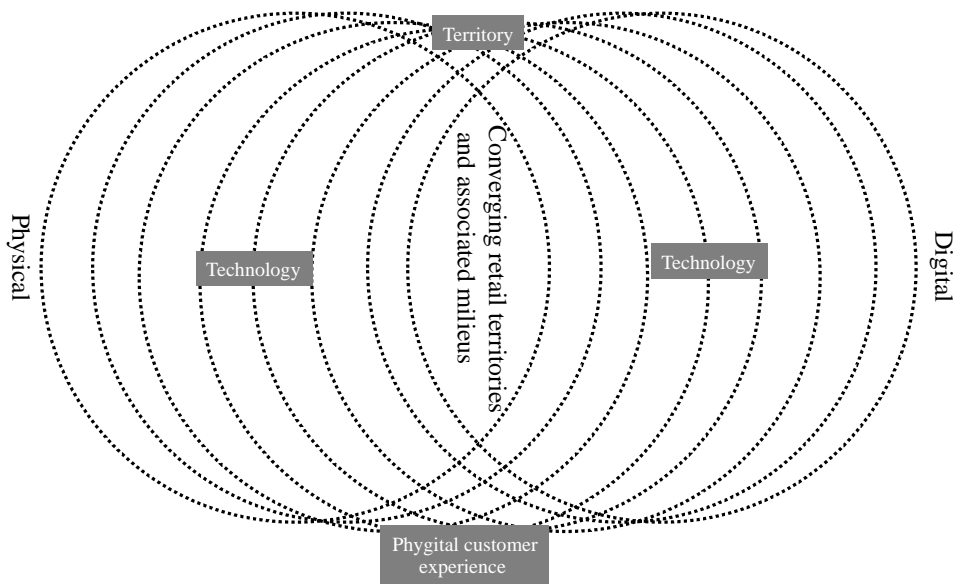 Territory
Physical
Technology
Converging retail territories
and associated milieus
Technology
Digital
Phygital customer
experience